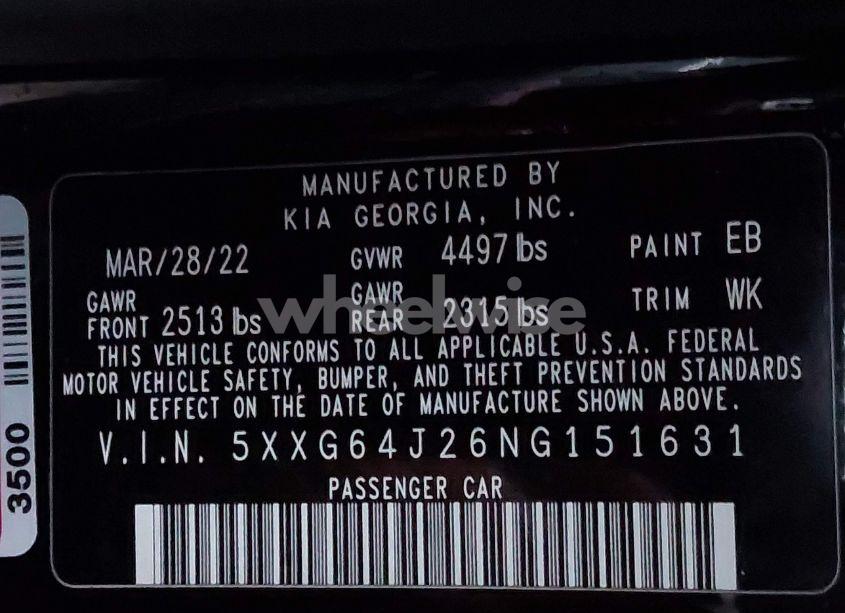 MANUFACTURED BY
KIA GEORGIA, INC.
MAR/28/22 GVWR 4497 lbs PAINT EB
GAWR FRONT 2513 lbs GAWR REAR 2315 lbs TRIM WK
THIS VEHICLE CONFORMS TO ALL APPLICABLE U.S.A. FEDERAL
MOTOR VEHICLE SAFETY, BUMPER, AND THEFT PREVENTION STANDARDS
IN EFFECT ON THE DATE OF MANUFACTURE SHOWN ABOVE.
V.I.N. 5XXG64J26NG151631
PASSENGER CAR
3500
wheelwise